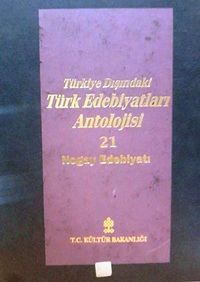 Türkiye Dışındaki
Türk Edebiyatları
Antolojisi
21
Nogay Edebiyatı
T.C. KÜLTÜR BAKANLIĞI